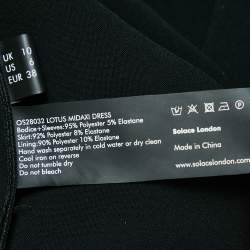 UK 10
US 6
EUR 38
OS28032 LOTUS MIDAXI DRESS
Bodice+Sleeves:95% Polyester 5% Elastane
Skirt:92% Polyester 8% Elastane
Lining:90% Polyester 10% Elastane
Hand wash separately in cold water or dry clean
Cool iron on reverse
Do not tumble dry
Do not bleach
Solace London
Made in China
www.solacelondon.com